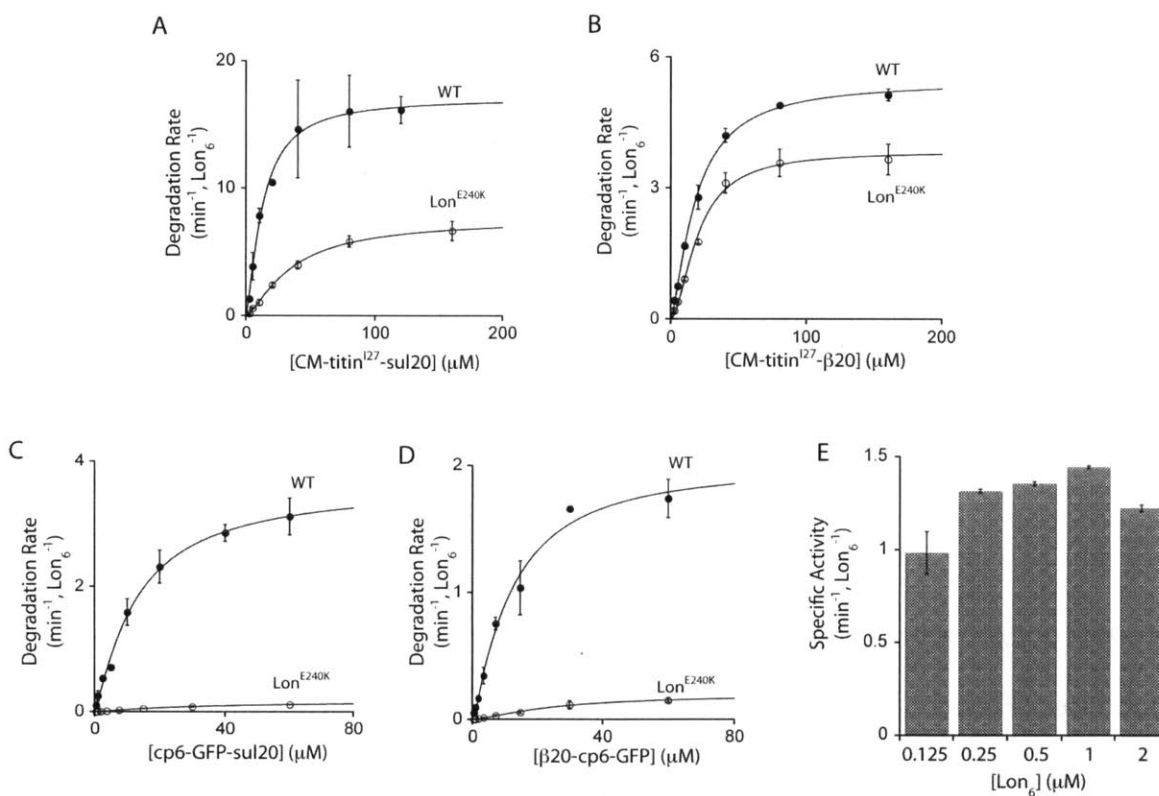 A
20
10
0
0
100
200
WT
Lon^E240K
Degradation Rate
(min⁻¹, Lon₆⁻¹)
[CM-titin^I27-sul20] (μM)
B
6
3
0
0
100
200
WT
Lon^E240K
Degradation Rate
(min⁻¹, Lon₆⁻¹)
[CM-titin^I27-β20] (μM)
C
4
2
0
0
40
80
WT
Lon^E240K
Degradation Rate
(min⁻¹, Lon₆⁻¹)
[cp6-GFP-sul20] (μM)
D
2
1
0
0
40
80
WT
Lon^E240K
Degradation Rate
(min⁻¹, Lon₆⁻¹)
[β20-cp6-GFP] (μM)
E
1.5
1
0.5
0
0.125 0.25 0.5 1 2
Specific Activity
(min⁻¹, Lon₆⁻¹)
[Lon₆] (μM)